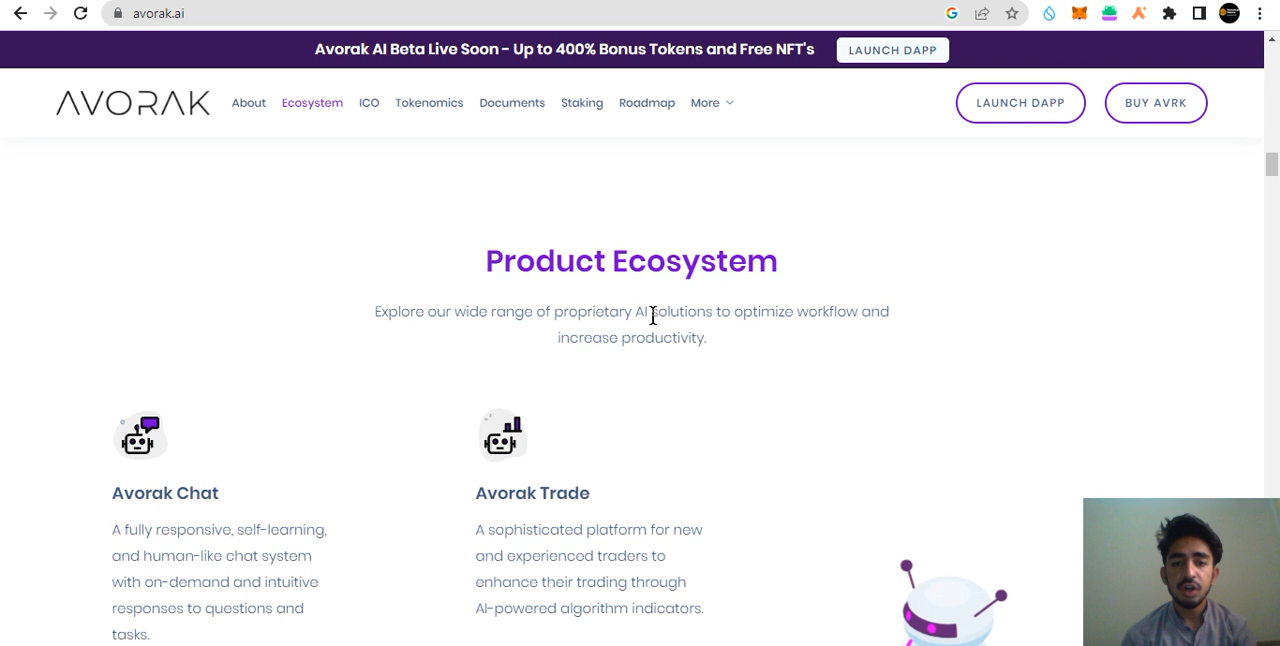 avorak.ai
Avorak AI Beta Live Soon - Up to 400% Bonus Tokens and Free NFT's
LAUNCH DAPP
AVORAK
About
Ecosystem
ICO
Tokenomics
Documents
Staking
Roadmap
More
LAUNCH DAPP
BUY AVRK
Product Ecosystem
Explore our wide range of proprietary AI solutions to optimize workflow and
increase productivity.
Avorak Chat
A fully responsive, self-learning,
and human-like chat system
with on-demand and intuitive
responses to questions and
tasks.
Avorak Trade
A sophisticated platform for new
and experienced traders to
enhance their trading through
AI-powered algorithm indicators.